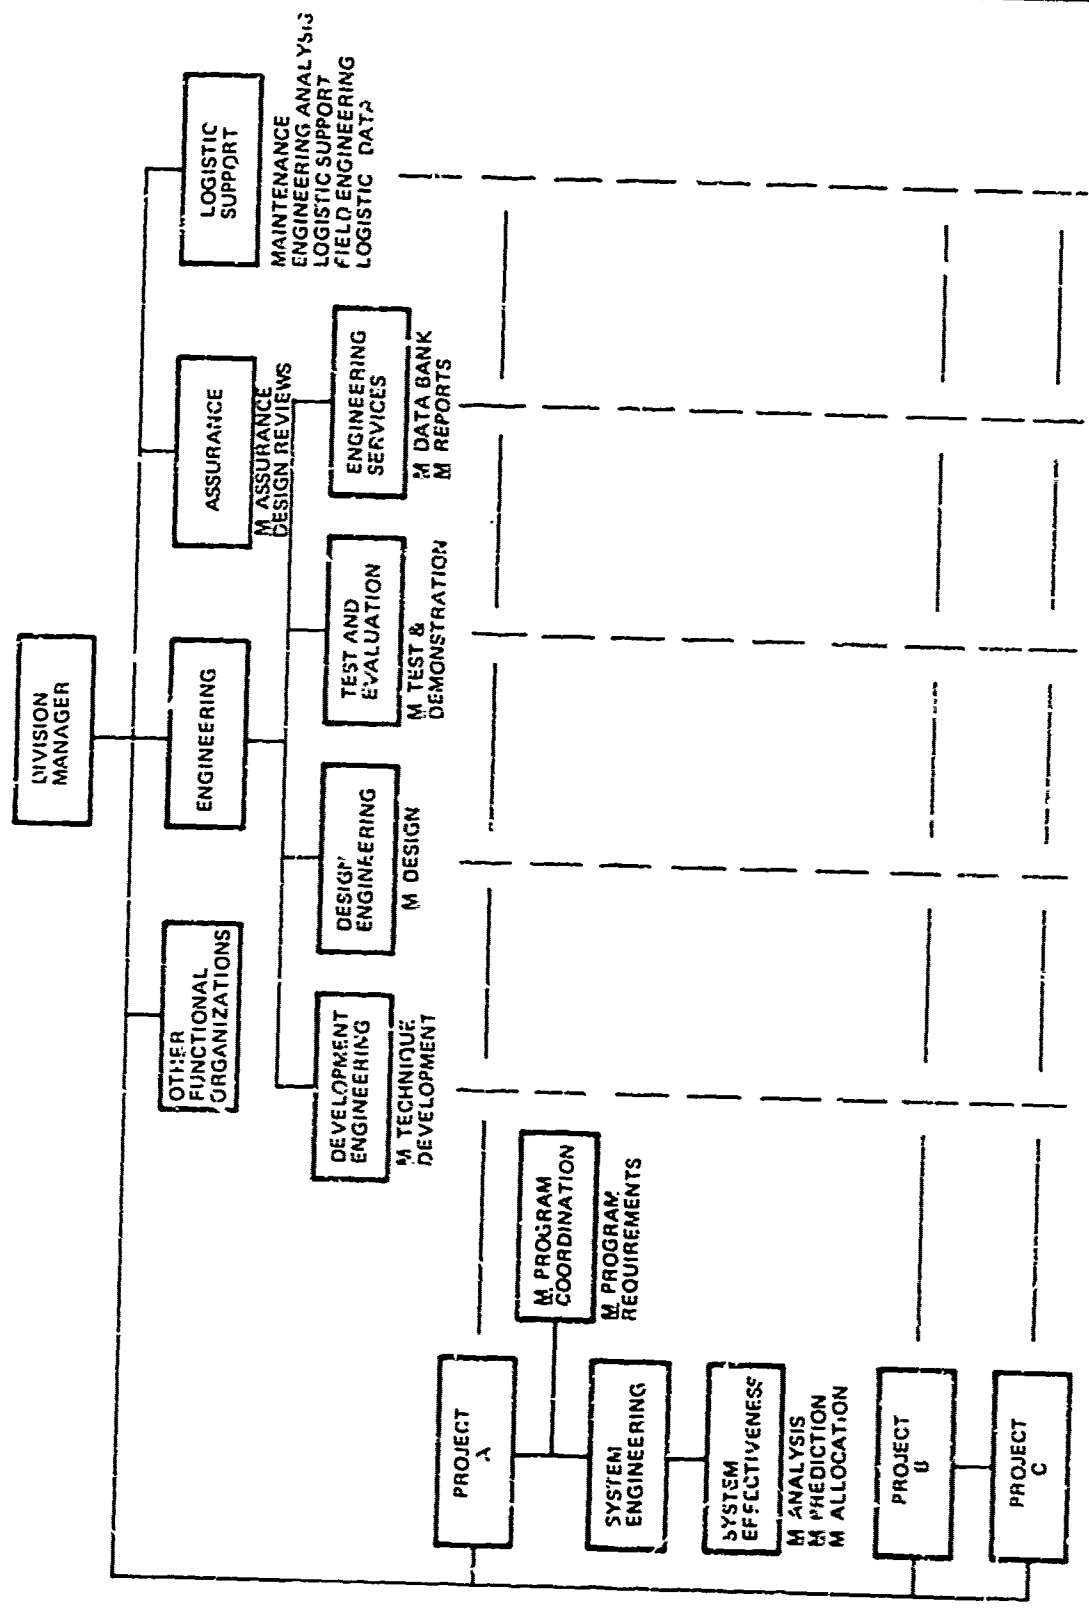 DIVISION
MANAGER
OTHER
FUNCTIONAL
ORGANIZATIONS
ENGINEERING
ASSURANCE
M ASSURANCE
DESIGN REVIEWS
LOGISTIC
SUPPORT
MAINTENANCE
ENGINEERING ANALYSIS
LOGISTIC SUPPORT
FIELD ENGINEERING
LOGISTIC DATA
DEVELOPMENT
ENGINEERING
M TECHNIQUE
DEVELOPMENT
DESIGN
ENGINEERING
M DESIGN
TEST AND
EVALUATION
M TEST &
DEMONSTRATION
ENGINEERING
SERVICES
M DATA BANK
M REPORTS
PROJECT
A
M PROGRAM
COORDINATION
M PROGRAM
REQUIREMENTS
SYSTEM
ENGINEERING
SYSTEM
EFFECTIVENESS
M ANALYSIS
M PREDICTION
M ALLOCATION
PROJECT
B
PROJECT
C